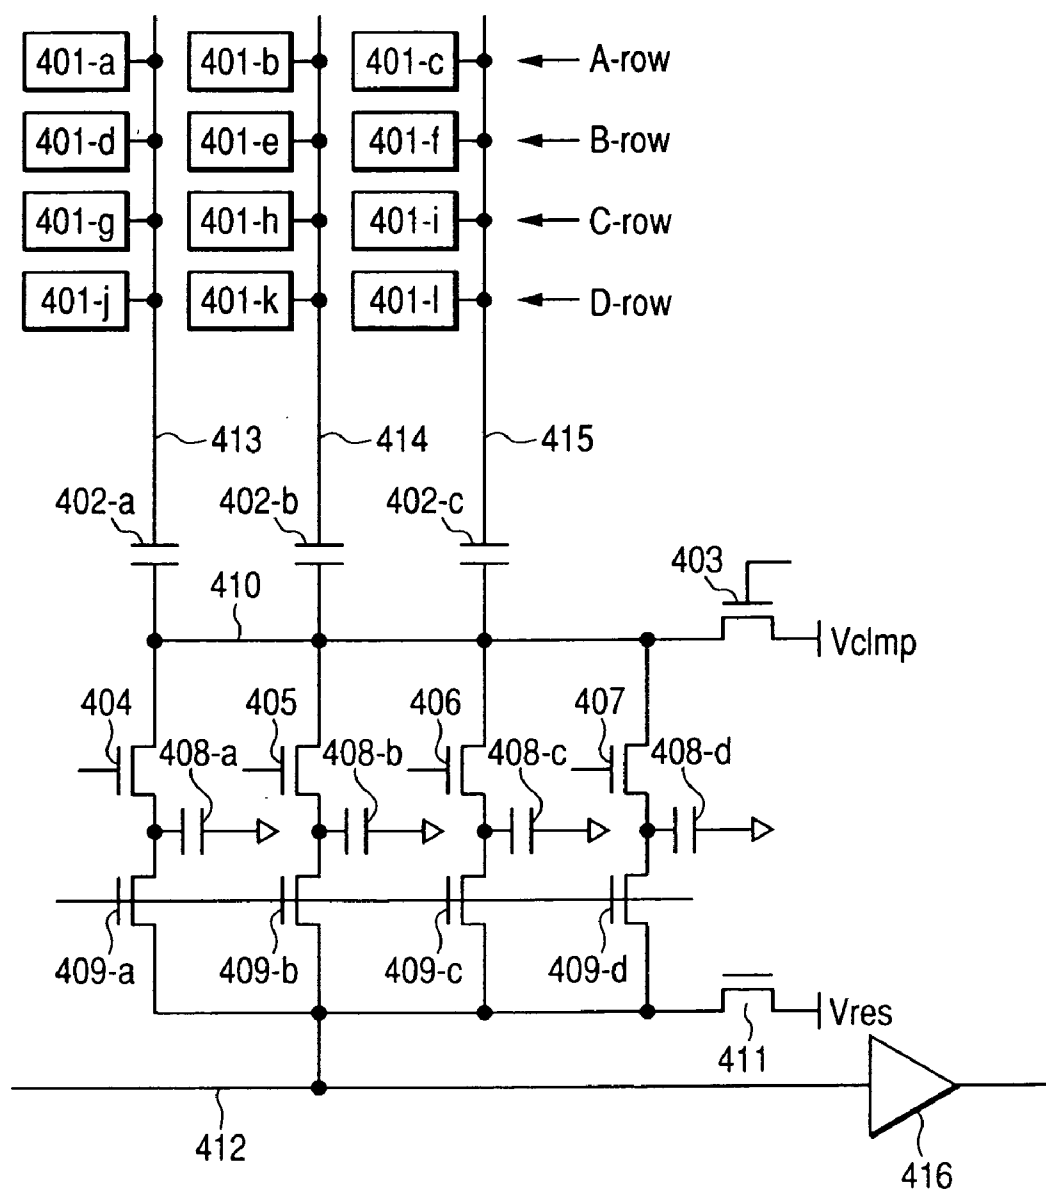 401-a 401-b 401-c A-row
401-d 401-e 401-f B-row
401-g 401-h 401-i C-row
401-j 401-k 401-l D-row
413 414 415
402-a 402-b 402-c
403
410
Vclmp
404 405 406 407
408-a 408-b 408-c 408-d
409-a 409-b 409-c 409-d
Vres
411
412
416